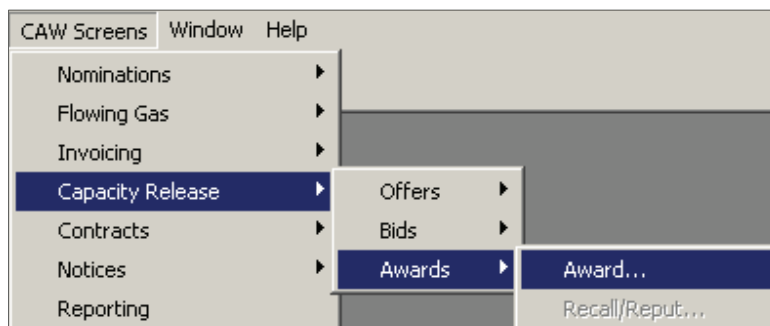 CAW Screens Window Help
Nominations
Flowing Gas
Invoicing
Capacity Release Offers
Contracts Bids
Notices Awards Award...
Reporting Recall/Reput...